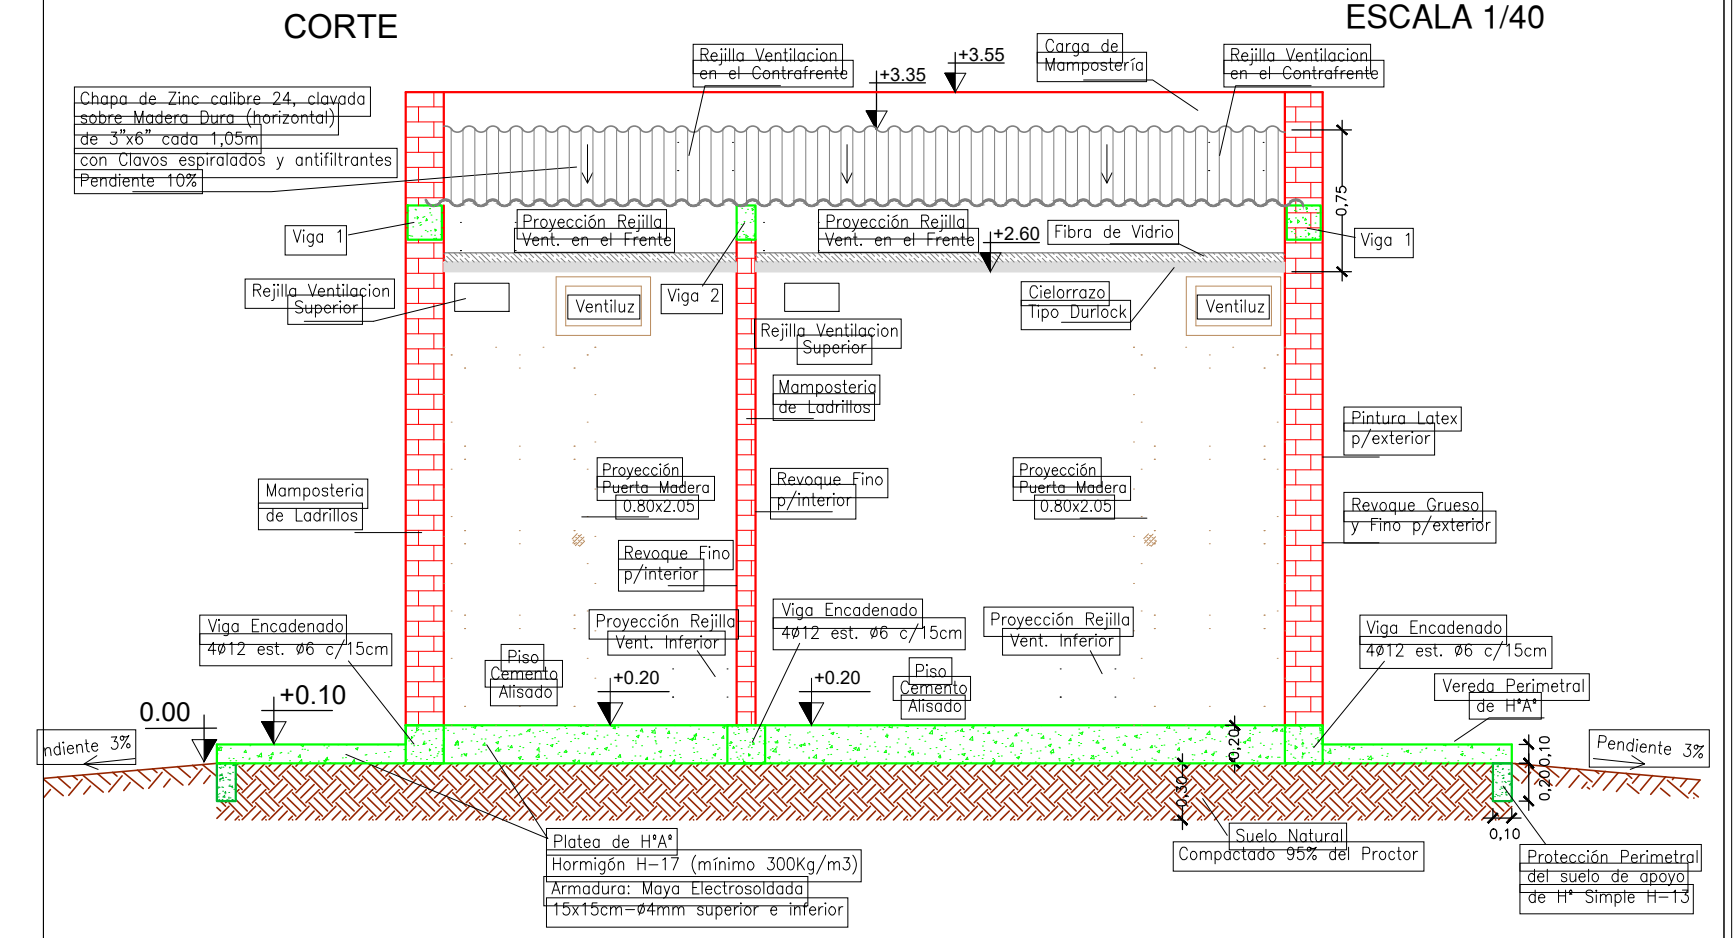 CORTE
ESCALA 1/40
Rejilla Ventilacion
en el Contrafrente
+3.55
+3.35
Carga de
Mampostería
Rejilla Ventilacion
en el Contrafrente
Chapa de Zinc calibre 24, clavada
sobre Madera Dura (horizontal)
de 3"x6" cada 1,05m
con Clavos espiralados y antifiltrantes
Pendiente 10%
0,75
Viga 1
Proyección Rejilla
Vent. en el Frente
Proyección Rejilla
Vent. en el Frente
+2.60
Fibra de Vidrio
Viga 1
Rejilla Ventilacion
Superior
Ventiluz
Viga 2
Cielorrazo
Tipo Durlock
Ventiluz
Rejilla Ventilacion
Superior
Mamposteria
de Ladrillos
Pintura Latex
p/exterior
Mamposteria
de Ladrillos
Proyección
Puerta Madera
0.80x2.05
Revoque Fino
p/interior
Proyección
Puerta Madera
0.80x2.05
Revoque Grueso
y Fino p/exterior
Revoque Fino
p/interior
Viga Encadenado
4ø12 est. ø6 c/15cm
Proyección Rejilla
Vent. Inferior
Viga Encadenado
4ø12 est. ø6 c/15cm
Proyección Rejilla
Vent. Inferior
Viga Encadenado
4ø12 est. ø6 c/15cm
Piso
Cemento
Alisado
+0.20
+0.20
Piso
Cemento
Alisado
Vereda Perimetral
de H°A°
0.00
+0.10
ndiente 3%
0,20
0,10
Pendiente 3%
0,30
0,20
0,10
Platea de H°A°
Hormigón H-17 (mínimo 300Kg/m3)
Armadura: Maya Electrosoldada
15x15cm-ø4mm superior e inferior
Suelo Natural
Compactado 95% del Proctor
Protección Perimetral
del suelo de apoyo
de H° Simple H-13